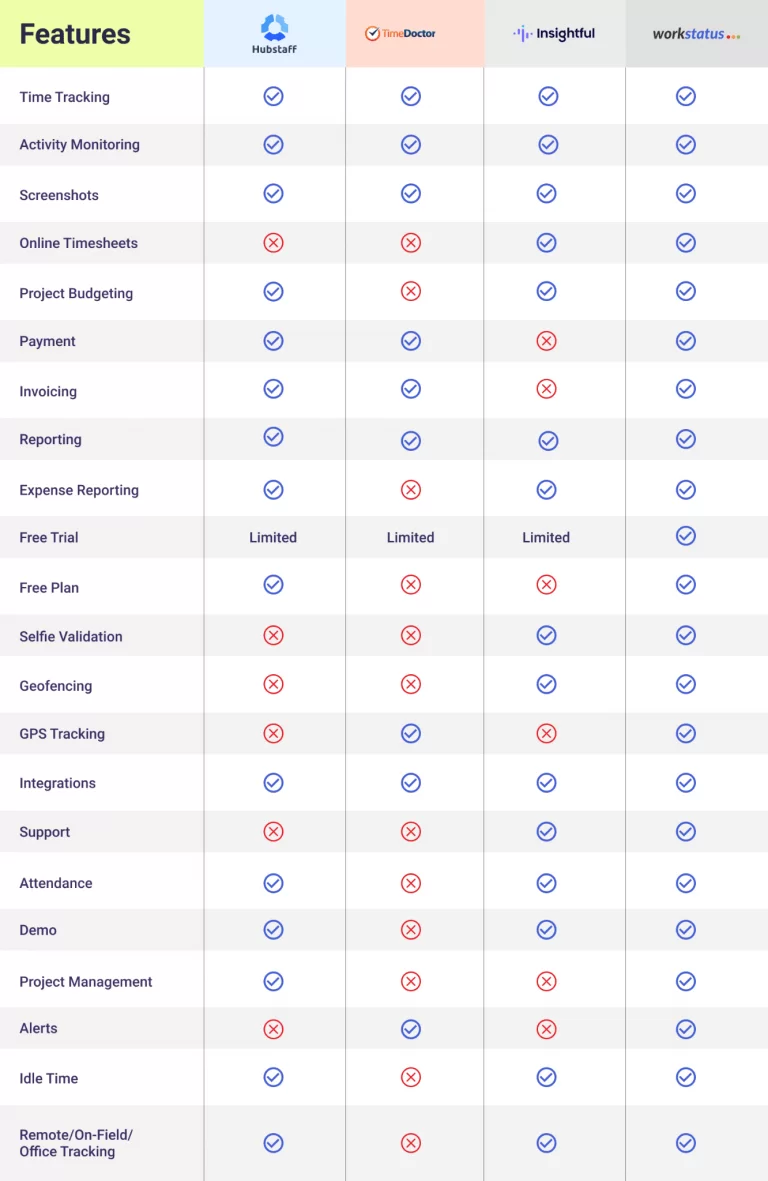 Features
Hubstaff
TimeDoctor
Insightful
workstatus
Time Tracking
Activity Monitoring
Screenshots
Online Timesheets
Project Budgeting
Payment
Invoicing
Reporting
Expense Reporting
Free Trial Limited Limited Limited
Free Plan
Selfie Validation
Geofencing
GPS Tracking
Integrations
Support
Attendance
Demo
Project Management
Alerts
Idle Time
Remote/On-Field/
Office Tracking